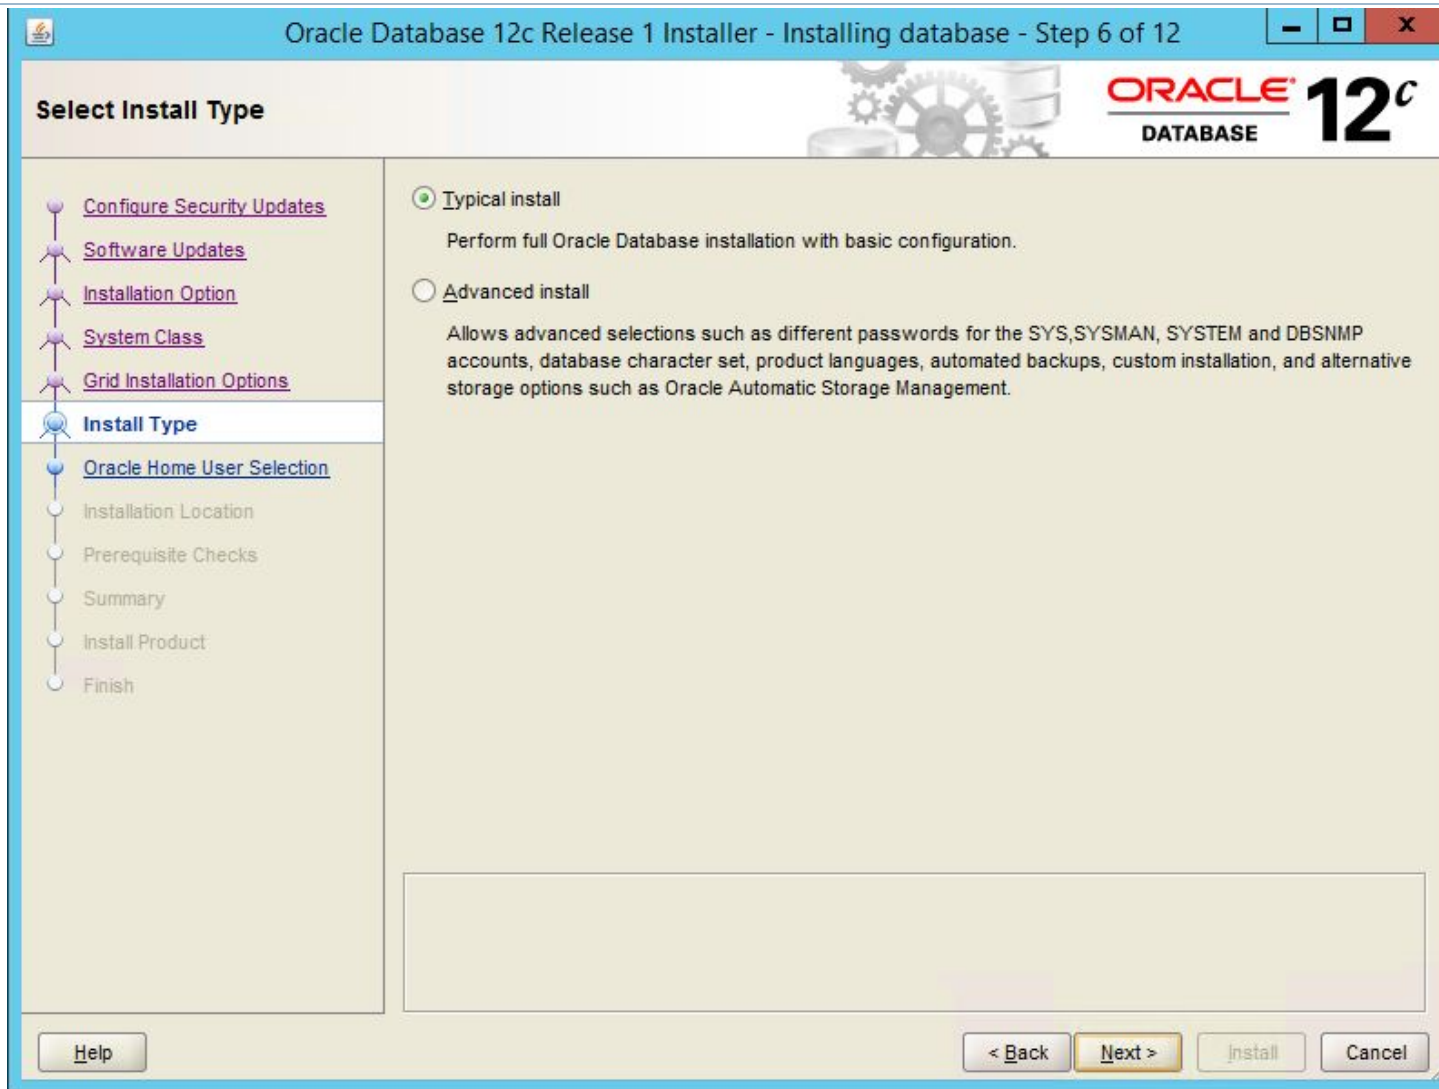 Oracle Database 12c Release 1 Installer - Installing database - Step 6 of 12
Select Install Type
ORACLE
DATABASE
12c
Configure Security Updates
Software Updates
Installation Option
System Class
Grid Installation Options
Install Type
Oracle Home User Selection
Installation Location
Prerequisite Checks
Summary
Install Product
Finish
Typical install
Perform full Oracle Database installation with basic configuration.
Advanced install
Allows advanced selections such as different passwords for the SYS,SYSMAN, SYSTEM and DBSNMP
accounts, database character set, product languages, automated backups, custom installation, and alternative
storage options such as Oracle Automatic Storage Management.
Help
< Back
Next >
Install
Cancel